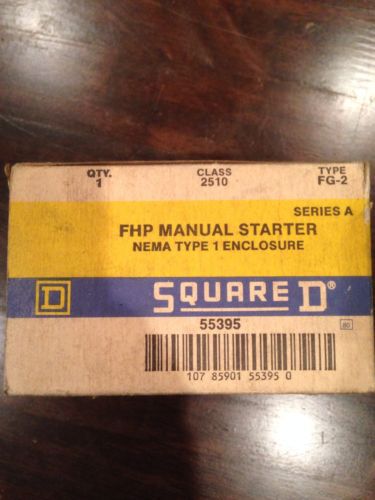 QTY. CLASS TYPE
1 2510 FG-2
SERIES A
FHP MANUAL STARTER
NEMA TYPE 1 ENCLOSURE
D SQUARE D®
55395
80
107 85901 55395 0